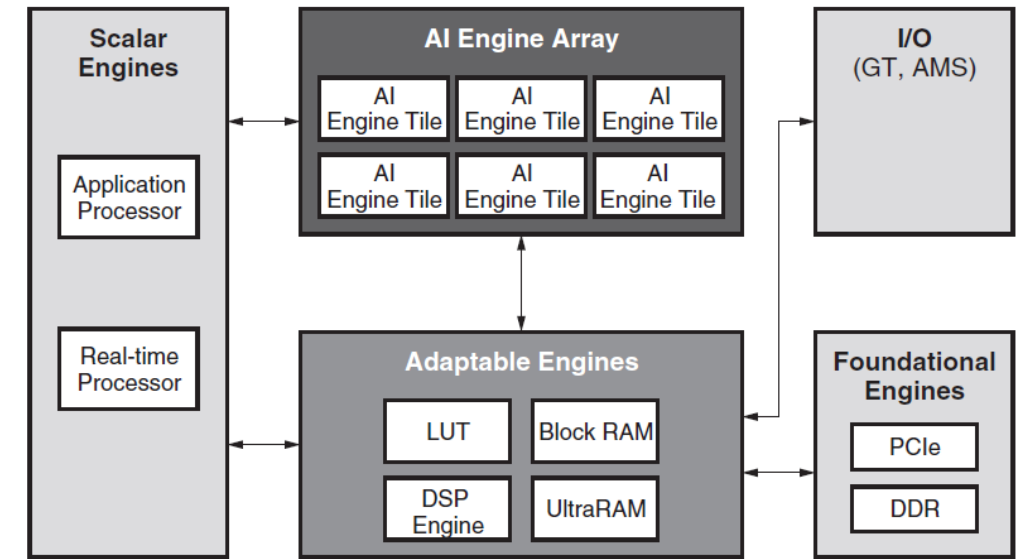 Scalar
Engines
Application
Processor
Real-time
Processor
AI Engine Array
AI
Engine Tile
AI
Engine Tile
AI
Engine Tile
AI
Engine Tile
AI
Engine Tile
AI
Engine Tile
Adaptable Engines
LUT
Block RAM
DSP
Engine
UltraRAM
I/O
(GT, AMS)
Foundational
Engines
PCIe
DDR